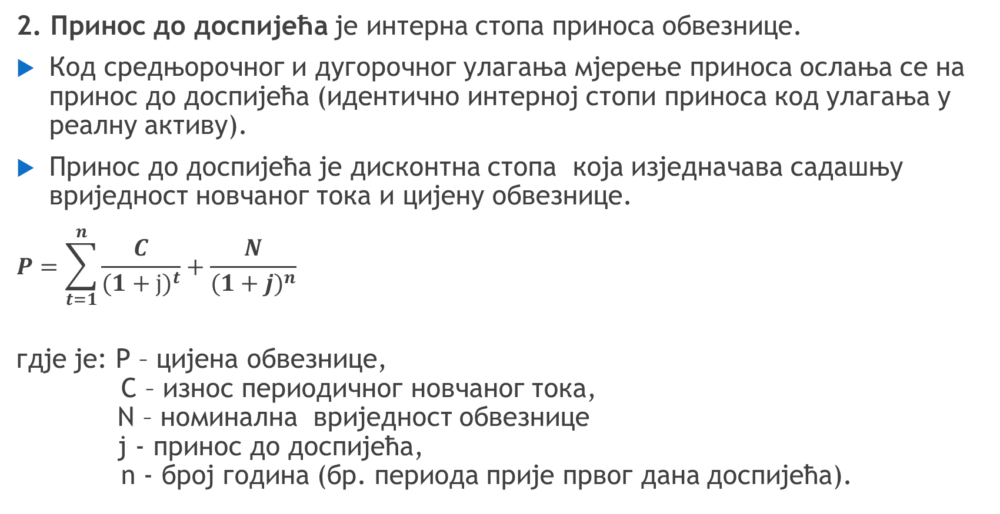 2. Принос до доспијећа је интерна стопа приноса обвезнице.
Код средњорочног и дугорочног улагања мјерење приноса ослања се на
принос до доспијећа (идентично интерној стопи приноса код улагања у
реалну активу).
Принос до доспијећа је дисконтна стопа  која изједначава садашњу
вриједност новчаног тока и цијену обвезнице.
P = \sum_{t=1}^{n} \frac{C}{(1 + j)^t} + \frac{N}{(1 + j)^n}
гдје је: P – цијена обвезнице,
C – износ периодичног новчаног тока,
N – номинална  вриједност обвезнице
j - принос до доспијећа,
n - број година (бр. периода прије првог дана доспијећа).